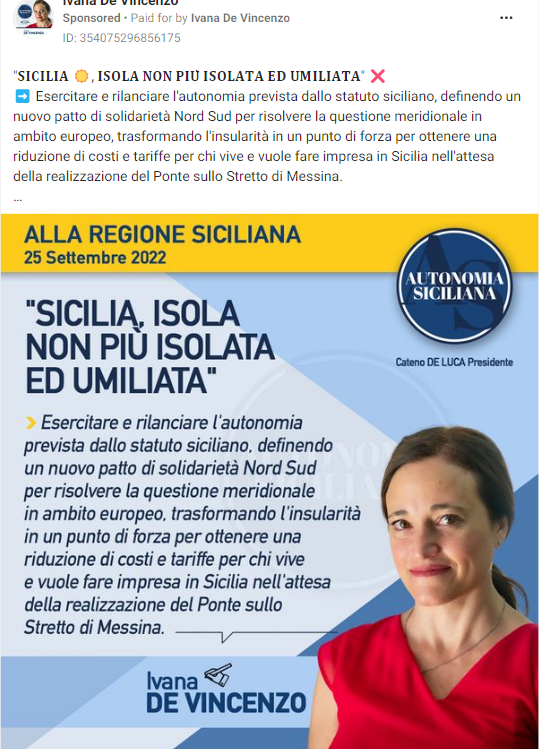 Ivana De Vincenzo
Sponsored • Paid for by Ivana De Vincenzo
ID: 354075296856175
"SICILIA 🌞, ISOLA NON PIU ISOLATA ED UMILIATA" ❌
➡️ Esercitare e rilanciare l'autonomia prevista dallo statuto siciliano, definendo un
nuovo patto di solidarietà Nord Sud per risolvere la questione meridionale in
ambito europeo, trasformando l'insularità in un punto di forza per ottenere una
riduzione di costi e tariffe per chi vive e vuole fare impresa in Sicilia nell'attesa
della realizzazione del Ponte sullo Stretto di Messina.
...
ALLA REGIONE SICILIANA
25 Settembre 2022
AUTONOMIA
SICILIANA
Cateno DE LUCA Presidente
"SICILIA, ISOLA
NON PIÙ ISOLATA
ED UMILIATA"
Esercitare e rilanciare l'autonomia
prevista dallo statuto siciliano, definendo
un nuovo patto di solidarietà Nord Sud
per risolvere la questione meridionale
in ambito europeo, trasformando l'insularità
in un punto di forza per ottenere una
riduzione di costi e tariffe per chi vive
e vuole fare impresa in Sicilia nell'attesa
della realizzazione del Ponte sullo
Stretto di Messina.
Ivana
DE VINCENZO